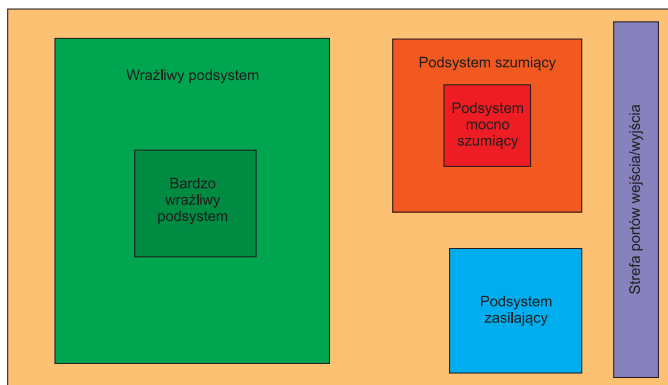 Wrażliwy podsystem
Bardzo
wrażliwy
podsystem
Podsystem szumiący
Podsystem
mocno
szumiący
Podsystem
zasilający
Strefa portów wejścia/wyjścia